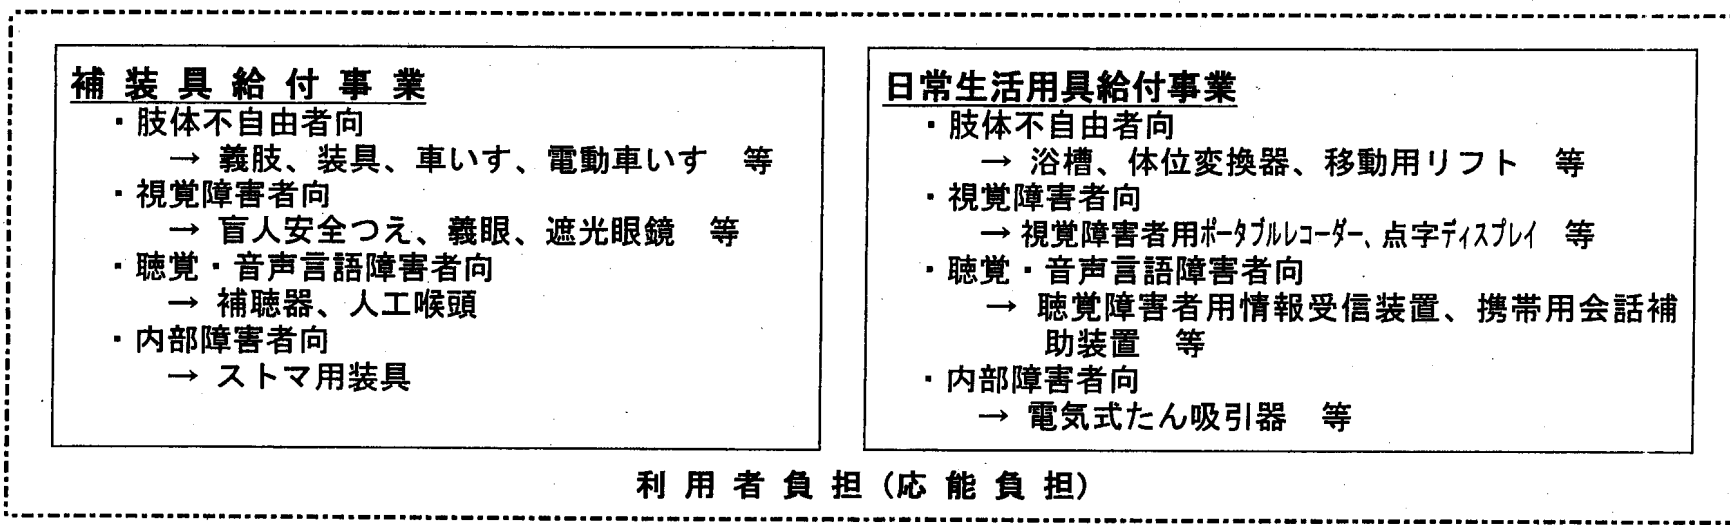 補装具給付事業
・肢体不自由者向
→ 義肢、装具、車いす、電動車いす 等
・視覚障害者向
→ 盲人安全つえ、義眼、遮光眼鏡 等
・聴覚・音声言語障害者向
→ 補聴器、人工喉頭
・内部障害者向
→ ストマ用装具
日常生活用具給付事業
・肢体不自由者向
→ 浴槽、体位変換器、移動用リフト 等
・視覚障害者向
→ 視覚障害者用ポータブルレコーダー、点字ディスプレイ 等
・聴覚・音声言語障害者向
→ 聴覚障害者用情報受信装置、携帯用会話補
助装置 等
・内部障害者向
→ 電気式たん吸引器 等
利用者負担(応能負担)